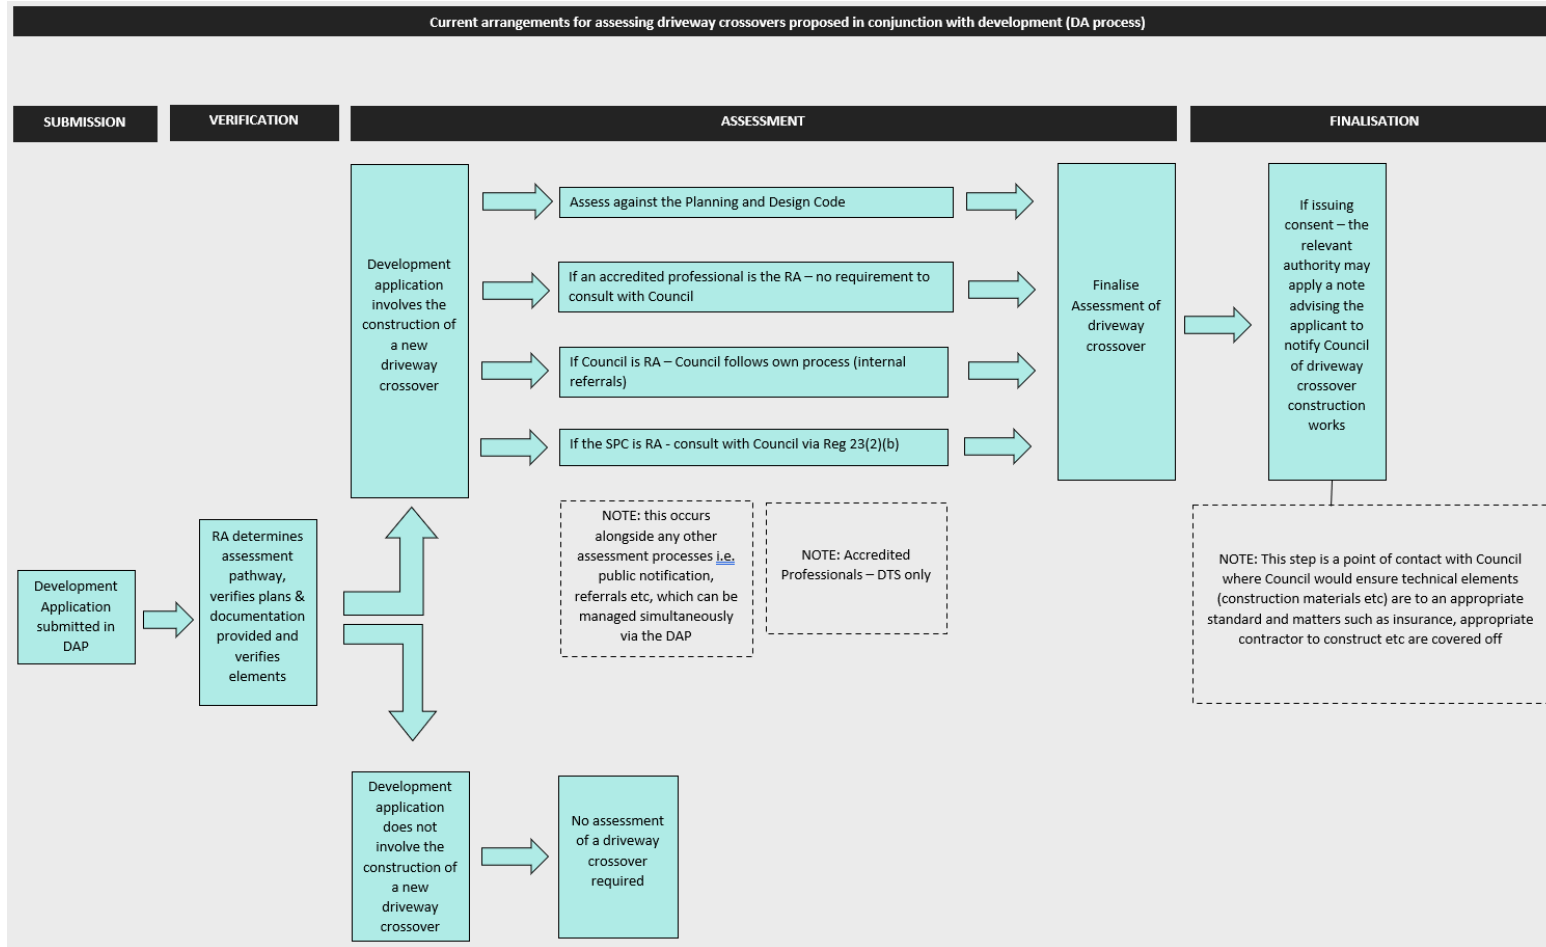 Current arrangements for assessing driveway crossovers proposed in conjunction with development (DA process)
SUBMISSION
VERIFICATION
ASSESSMENT
FINALISATION
Development
Application
submitted in
DAP
RA determines
assessment
pathway,
verifies plans &
documentation
provided and
verifies
elements
Development
application
involves the
construction of
a new
driveway
crossover
Assess against the Planning and Design Code
If an accredited professional is the RA – no requirement to
consult with Council
If Council is RA – Council follows own process (internal
referrals)
If the SPC is RA - consult with Council via Reg 23(2)(b)
NOTE: this occurs
alongside any other
assessment processes i.e.
public notification,
referrals etc, which can be
managed simultaneously
via the DAP
NOTE: Accredited
Professionals – DTS only
Finalise
Assessment of
driveway
crossover
If issuing
consent – the
relevant
authority may
apply a note
advising the
applicant to
notify Council
of driveway
crossover
construction
works
NOTE: This step is a point of contact with Council
where Council would ensure technical elements
(construction materials etc) are to an appropriate
standard and matters such as insurance, appropriate
contractor to construct etc are covered off
Development
application
does not
involve the
construction of
a new
driveway
crossover
No assessment
of a driveway
crossover
required